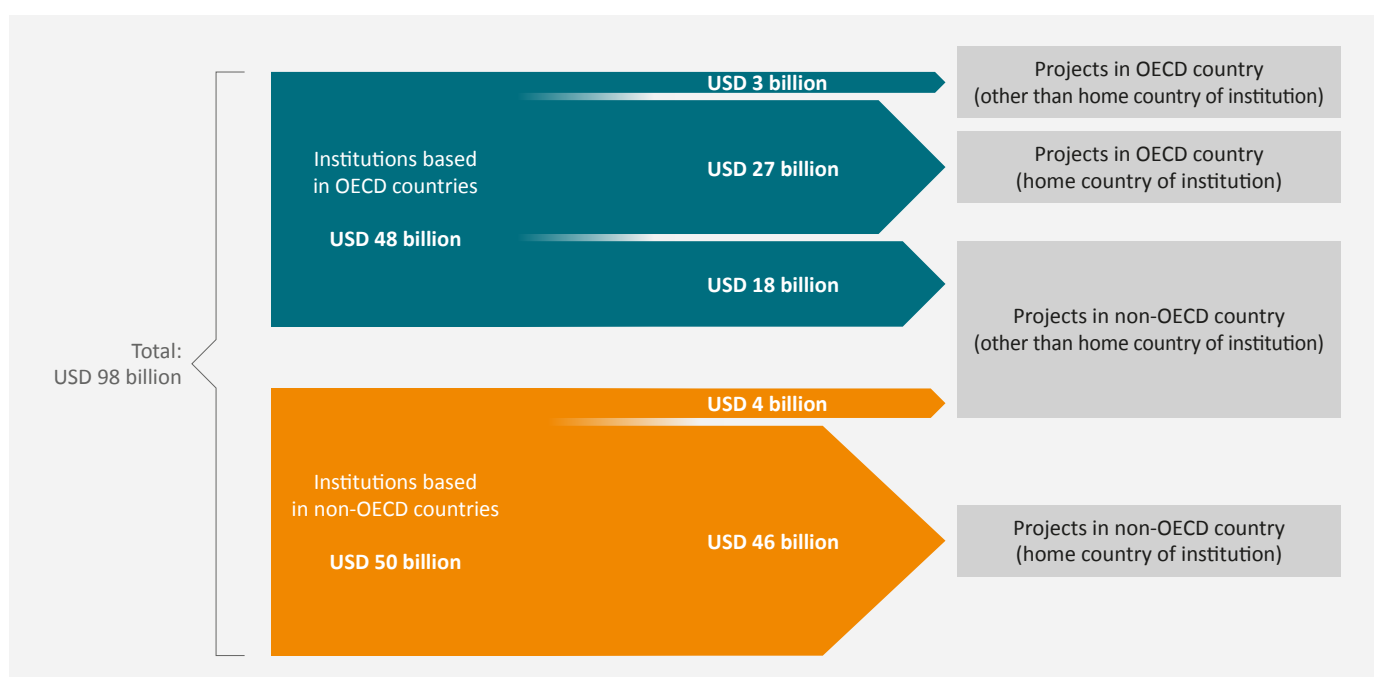 Total:
USD 98 billion
Institutions based
in OECD countries
USD 48 billion
USD 3 billion
USD 27 billion
USD 18 billion
Projects in OECD country
(other than home country of institution)
Projects in OECD country
(home country of institution)
Projects in non-OECD country
(other than home country of institution)
Institutions based
in non-OECD countries
USD 50 billion
USD 4 billion
USD 46 billion
Projects in non-OECD country
(home country of institution)